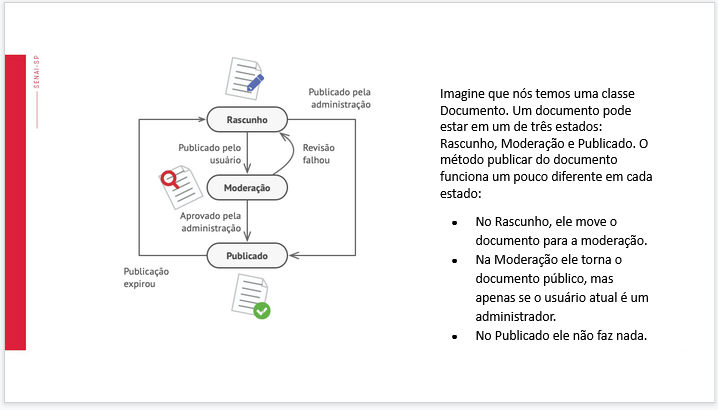 SENAI-SP
Publicado pela
administração
Rascunho
Publicado pelo
usuário
Revisão
falhou
Moderação
Aprovado pela
administração
Publicado
Publicação
expirou
Imagine que nós temos uma classe
Documento. Um documento pode
estar em um de três estados:
Rascunho, Moderação e Publicado. O
método publicar do documento
funciona um pouco diferente em cada
estado:
• No Rascunho, ele move o
documento para a moderação.
• Na Moderação ele torna o
documento público, mas
apenas se o usuário atual é um
administrador.
• No Publicado ele não faz nada.